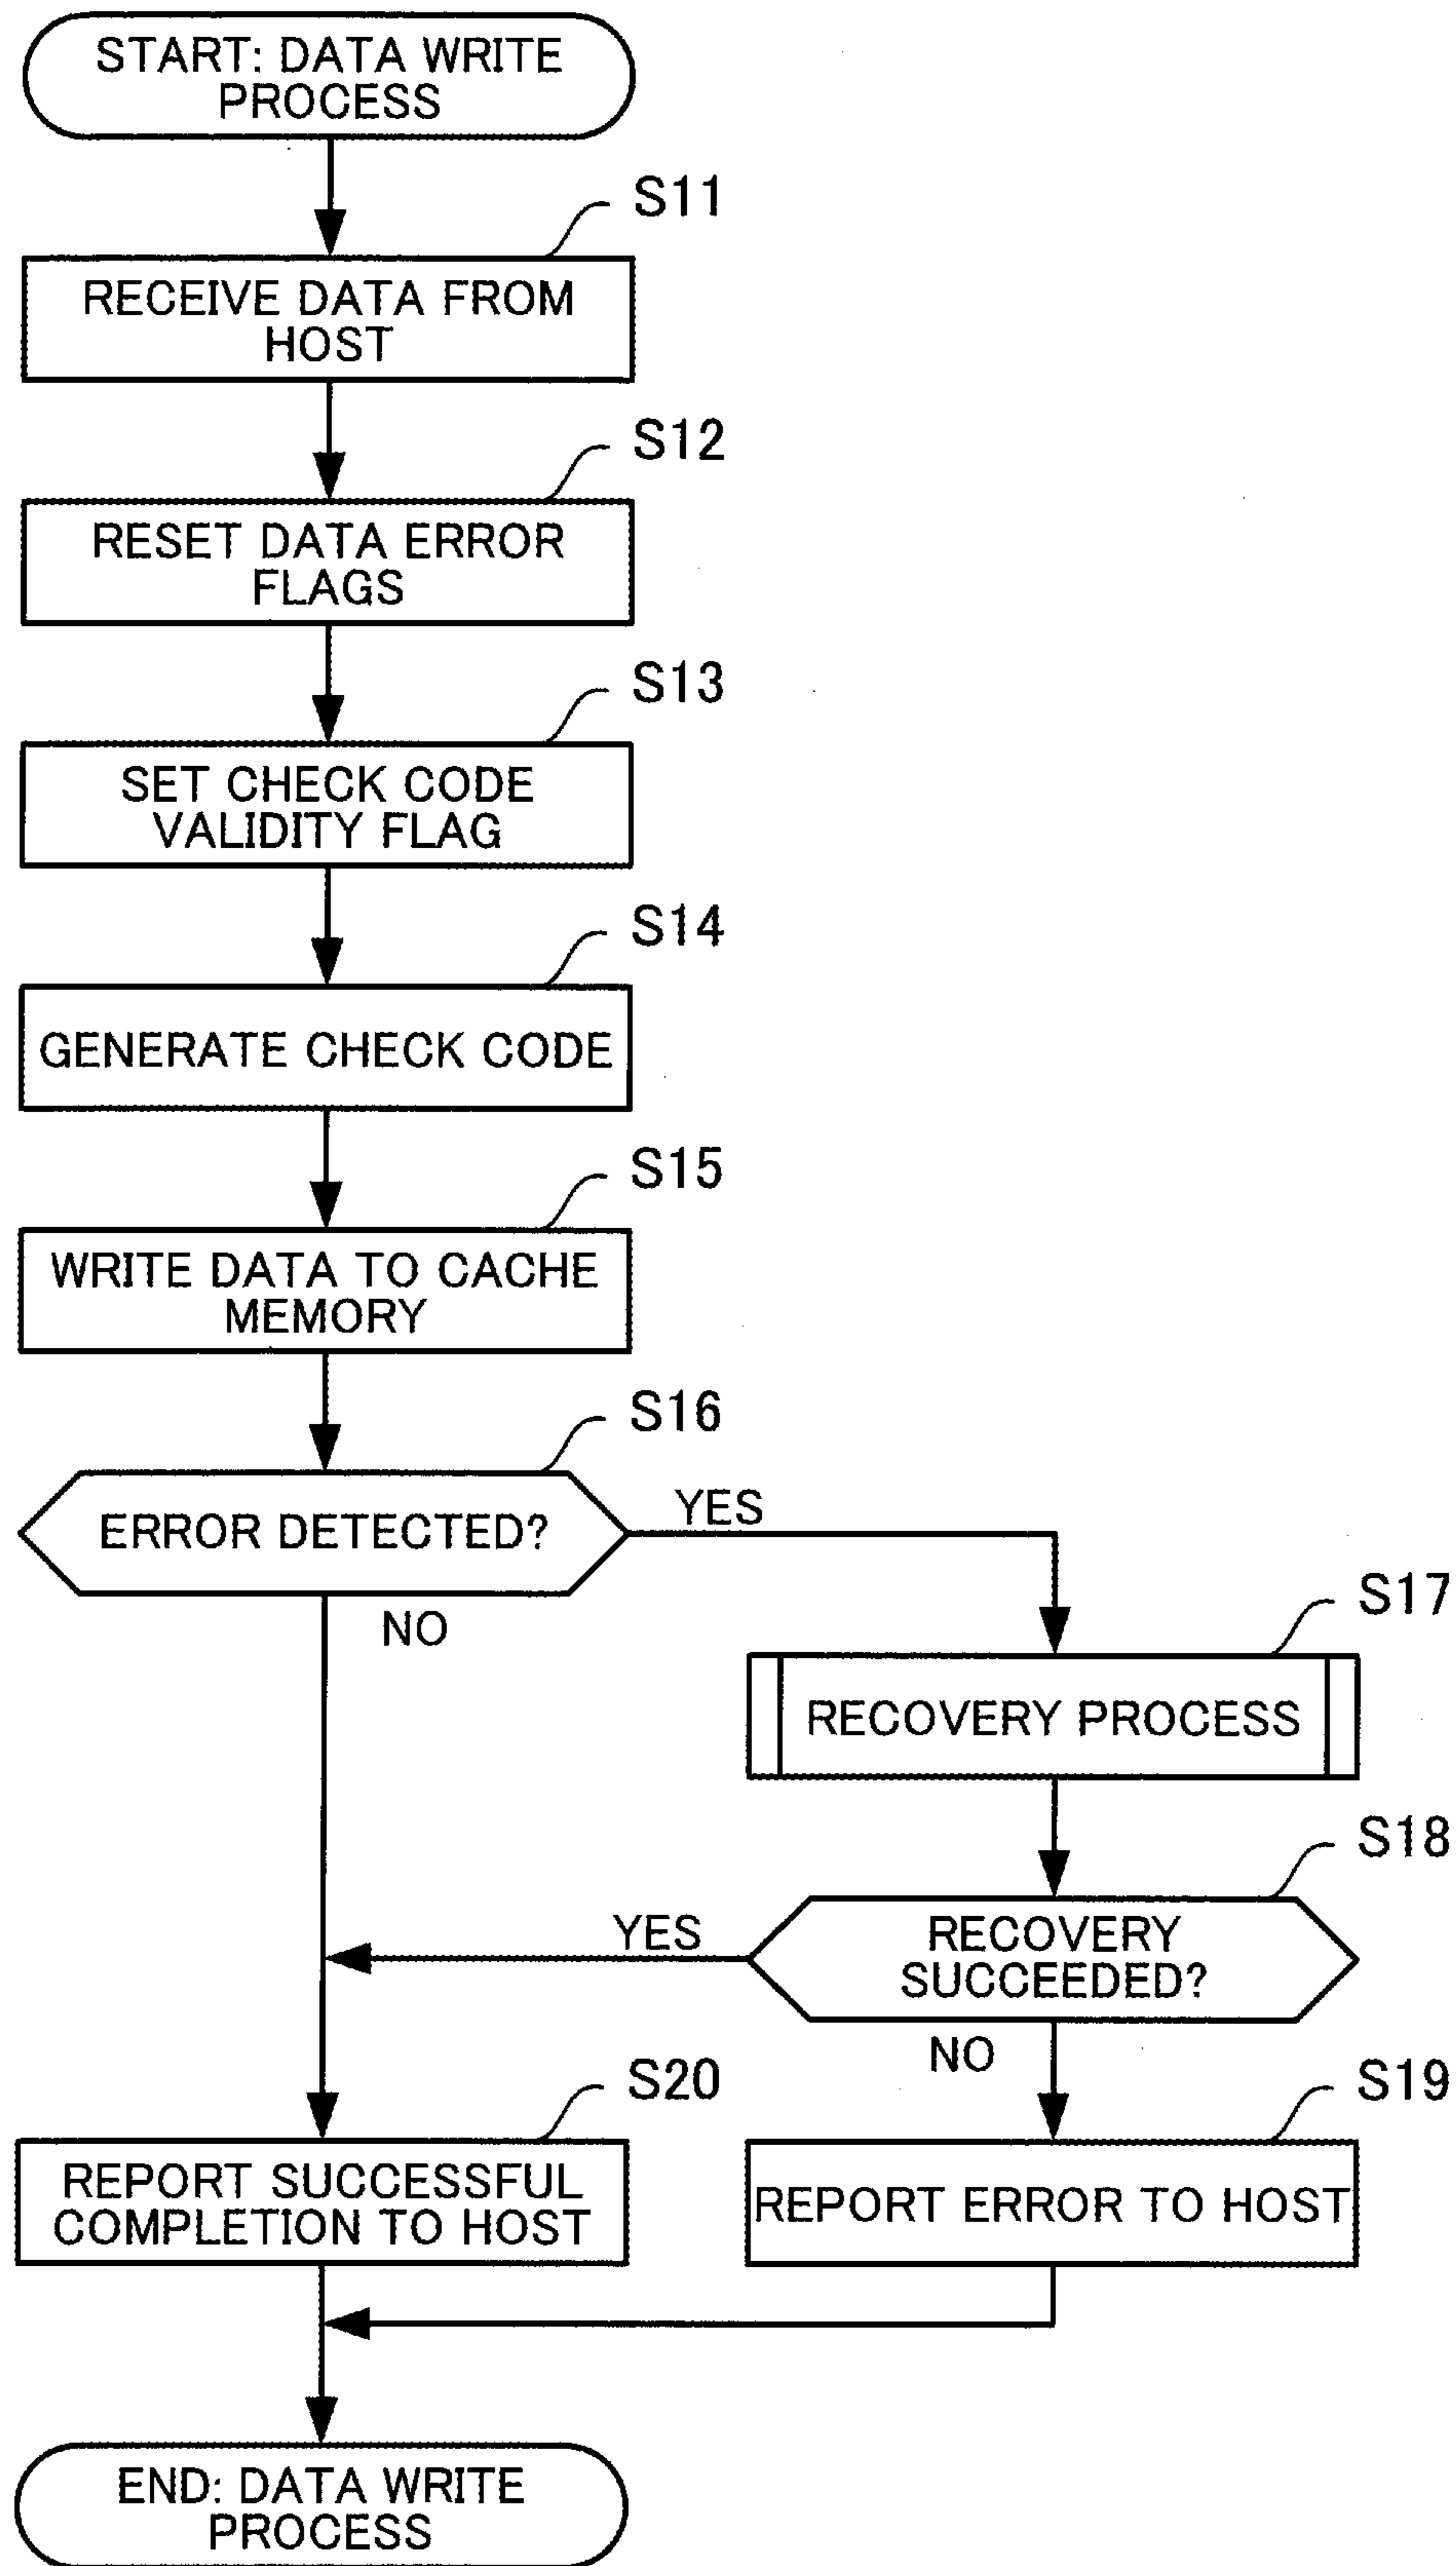 START: DATA WRITE
PROCESS
S11
RECEIVE DATA FROM
HOST
S12
RESET DATA ERROR
FLAGS
S13
SET CHECK CODE
VALIDITY FLAG
S14
GENERATE CHECK CODE
S15
WRITE DATA TO CACHE
MEMORY
S16
ERROR DETECTED?
YES
NO
S17
RECOVERY PROCESS
S18
RECOVERY
SUCCEEDED?
YES
NO
S19
REPORT ERROR TO HOST
S20
REPORT SUCCESSFUL
COMPLETION TO HOST
END: DATA WRITE
PROCESS